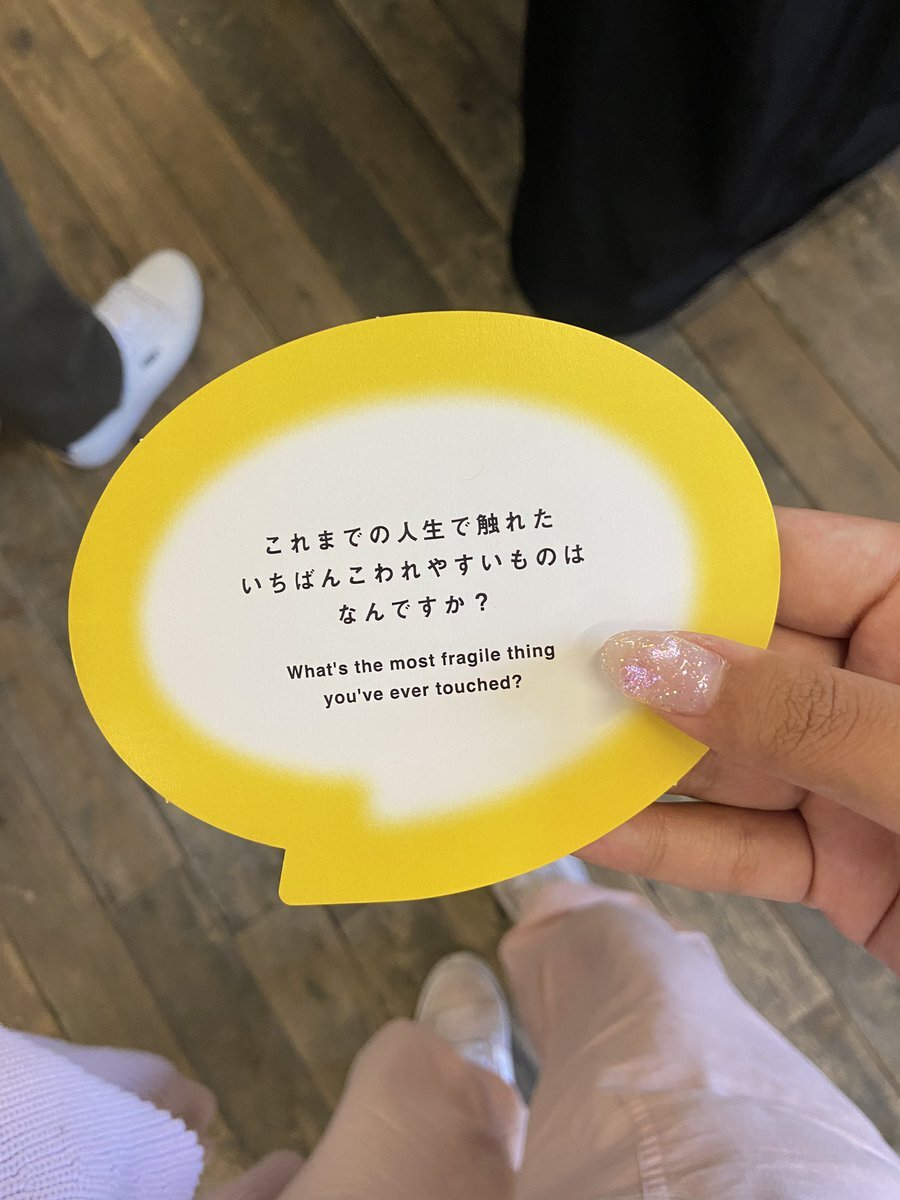 これまでの人生で触れた
いちばんこわれやすいものは
なんですか？
What's the most fragile thing
you've ever touched?